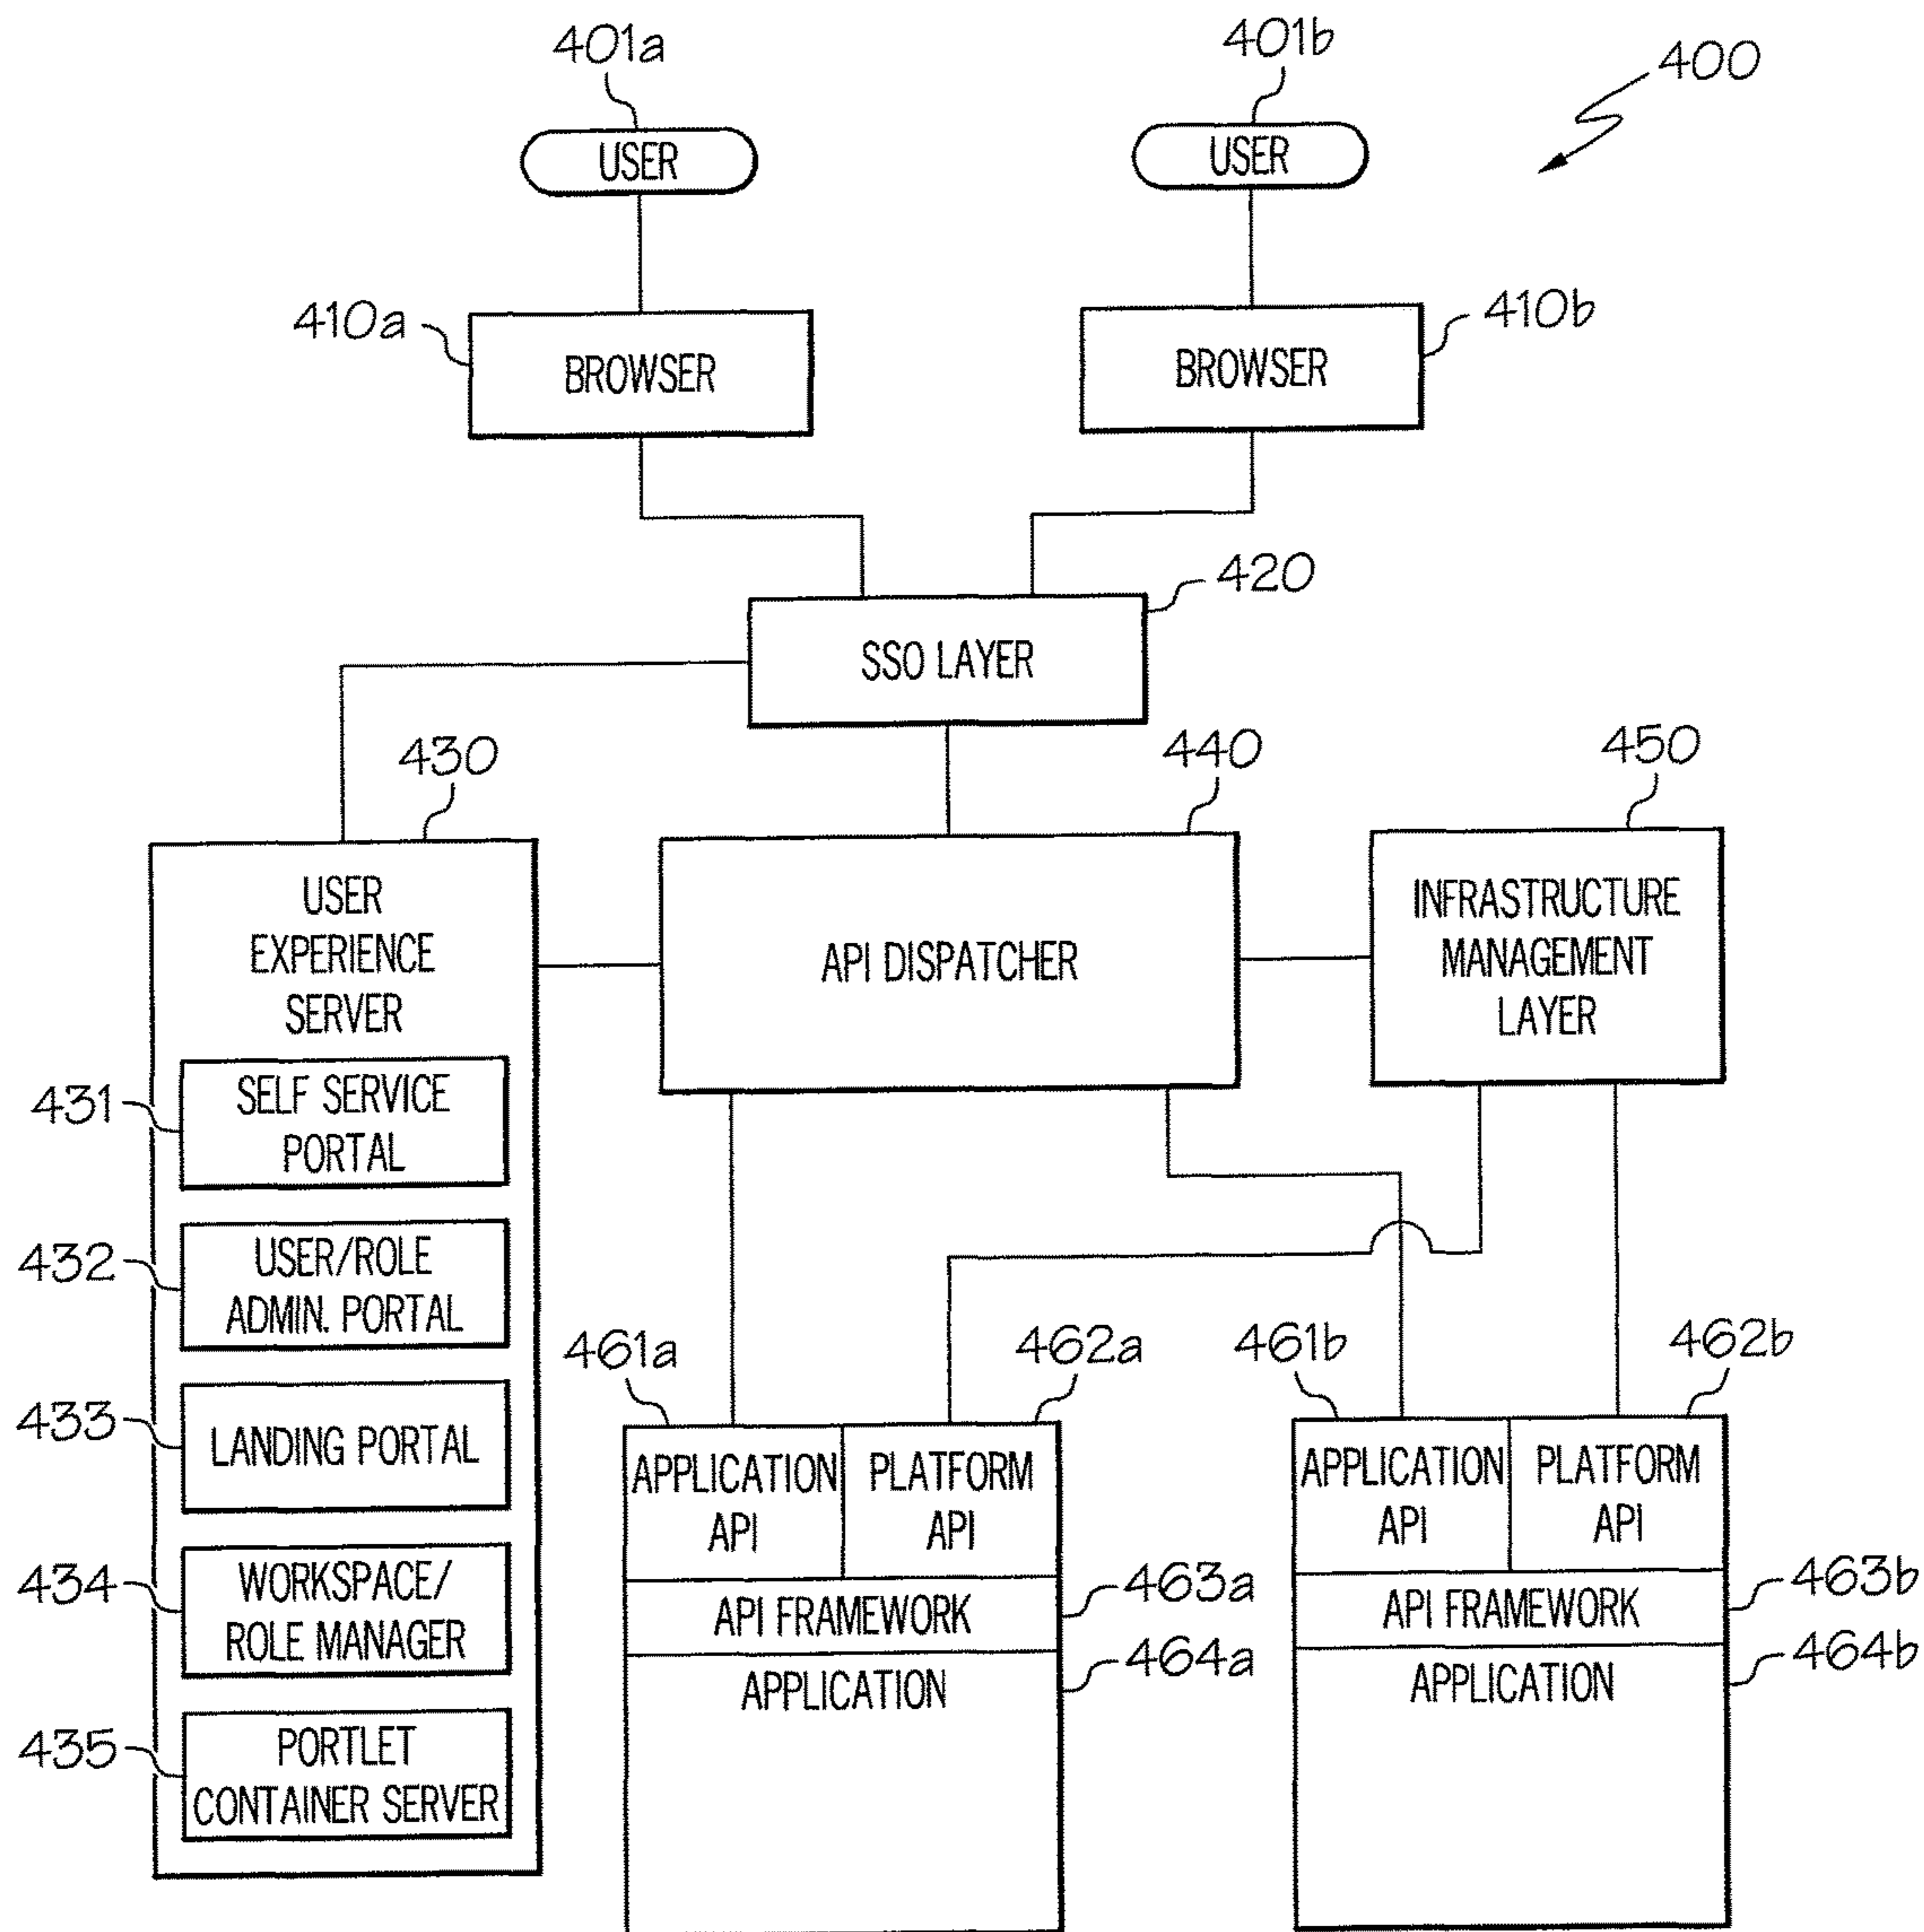 401a
401b
400
USER
USER
410a
BROWSER
BROWSER
410b
420
SSO LAYER
430
440
450
USER
EXPERIENCE
SERVER
API DISPATCHER
INFRASTRUCTURE
MANAGEMENT
LAYER
431
SELF SERVICE
PORTAL
432
USER/ROLE
ADMIN. PORTAL
433
LANDING PORTAL
434
WORKSPACE/
ROLE MANAGER
435
PORTLET
CONTAINER SERVER
461a
462a
APPLICATION
API
PLATFORM
API
API FRAMEWORK
463a
APPLICATION
464a
461b
462b
APPLICATION
API
PLATFORM
API
API FRAMEWORK
463b
APPLICATION
464b